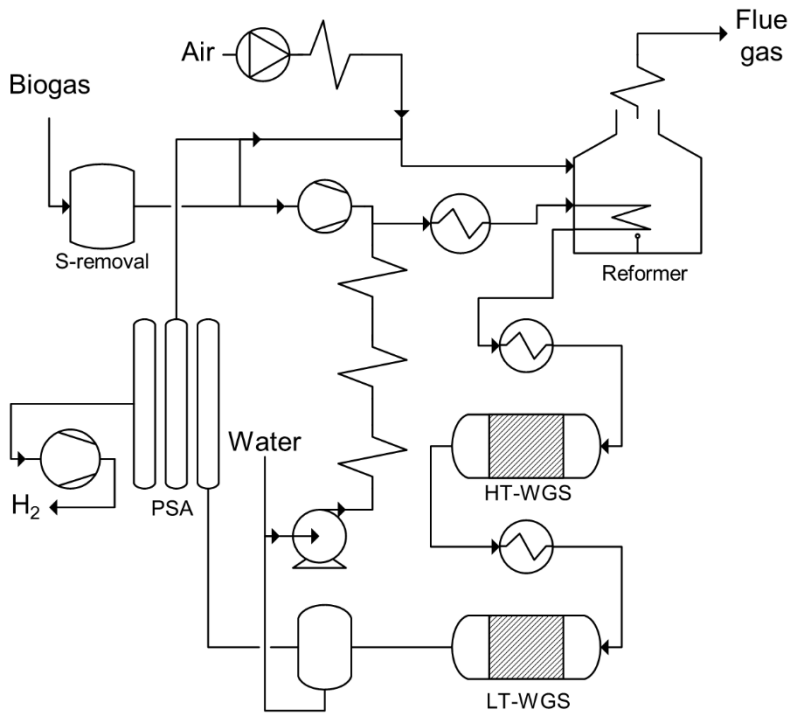 Flue
gas
Air
Biogas
S-removal
Reformer
Water
HT-WGS
H2
PSA
LT-WGS